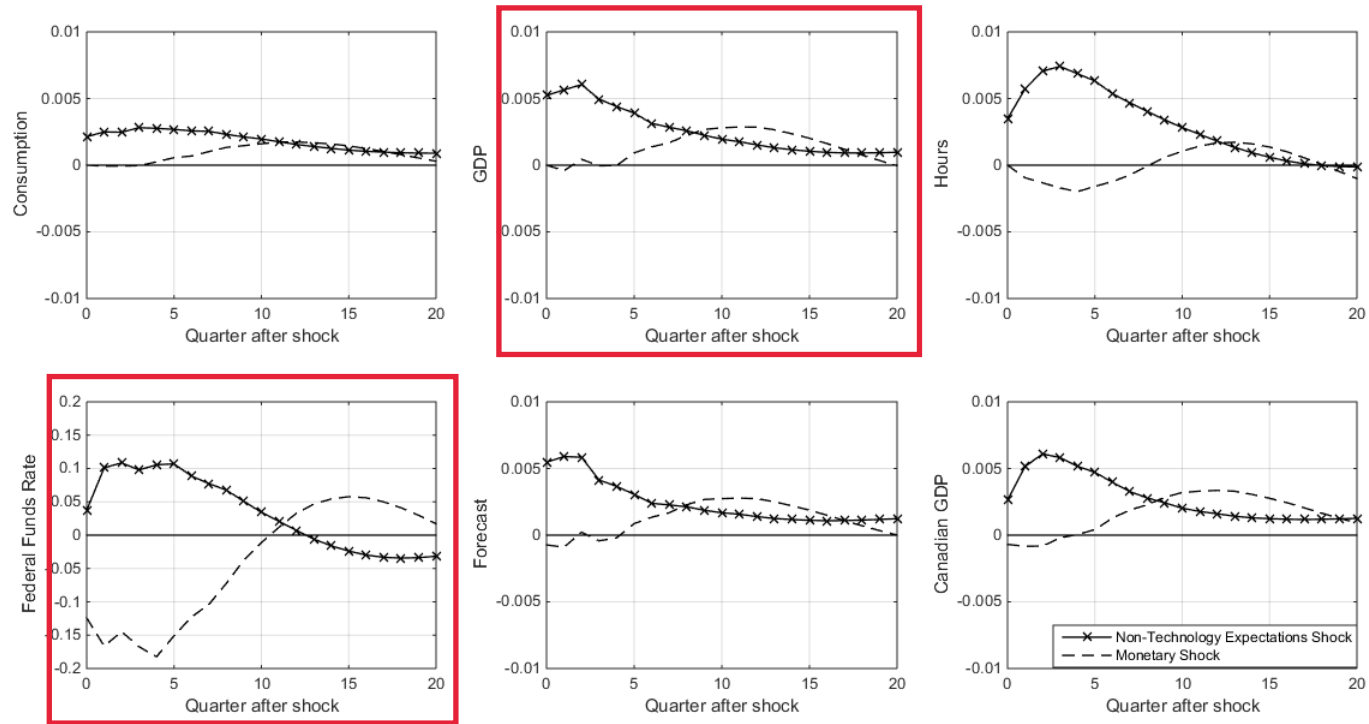 Consumption
0.01
0.005
0
-0.005
-0.01
0 5 10 15 20
Quarter after shock
GDP
0.01
0.005
0
-0.005
-0.01
0 5 10 15 20
Quarter after shock
Hours
0.01
0.005
0
-0.005
-0.01
0 5 10 15 20
Quarter after shock
Federal Funds Rate
0.2
0.15
0.1
0.05
0
-0.05
-0.1
-0.15
-0.2
0 5 10 15 20
Quarter after shock
Forecast
0.01
0.005
0
-0.005
-0.01
0 5 10 15 20
Quarter after shock
Canadian GDP
0.01
0.005
0
-0.005
-0.01
0 5 10 15 20
Quarter after shock
Non-Technology Expectations Shock
Monetary Shock